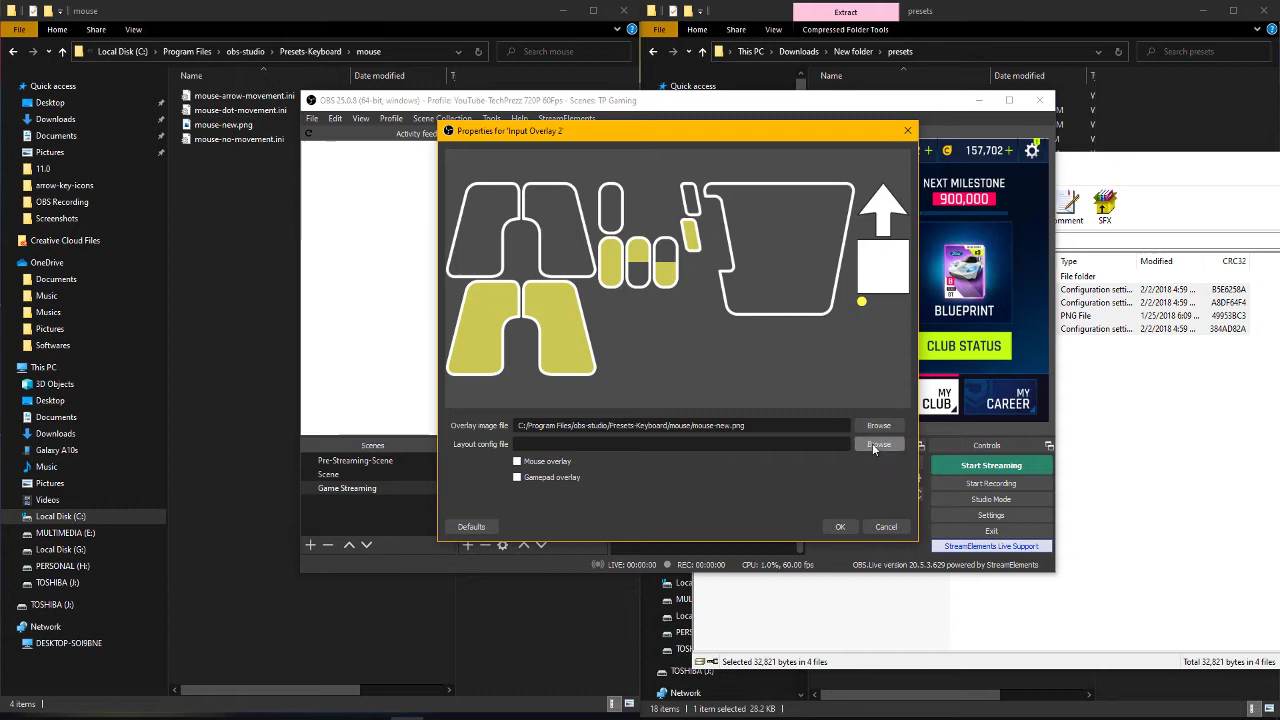 mouse
File
Home
Share
View
Local Disk (C:)
Program Files
obs-studio
Presets-Keyboard
mouse
Search mouse
Name
Date modified
Quick access
Desktop
Downloads
Documents
Pictures
11.0
arrow-key-icons
OBS Recording
Screenshots
Creative Cloud Files
OneDrive
Documents
Music
Musics
Pictures
Softwares
This PC
3D Objects
Desktop
Documents
Downloads
Galaxy A10s
Music
Pictures
Videos
Local Disk (C:)
MULTIMEDIA (E:)
Local Disk (G:)
PERSONAL (H:)
TOSHIBA (J:)
TOSHIBA (J:)
Network
DESKTOP-SOI9BNE
4 items
mouse-arrow-movement.ini
mouse-dot-movement.ini
mouse-new.png
mouse-no-movement.ini
Extract
presets
File
Home
Share
View
Compressed Folder Tools
This PC
Downloads
New folder
presets
Search presets
Quick access
Name
Date modified
OBS 25.0.8 (64-bit, windows) - Profile: YouTube-TechPrezz 720P 60Fps - Scenes: TP Gaming
File
Edit
View
Profile
Scene Collection
Tools
StreamElements
Activity feed
Properties for 'Input Overlay 2'
Overlay image file
C:/Program Files/obs-studio/Presets-Keyboard/mouse/mouse-new.png
Browse
Layout config file
Browse
Mouse overlay
Gamepad overlay
Defaults
OK
Cancel
157,702
NEXT MILESTONE
900,000
BLUEPRINT
CLUB STATUS
MY
CLUB
MY
CAREER
Scenes
Pre-Streaming-Scene
Scene
Game Streaming
Controls
Start Streaming
Start Recording
Studio Mode
Settings
Exit
StreamElements Live Support
LIVE: 00:00:00
REC: 00:00:00
CPU: 1.0%, 60.00 fps
OBS.Live version 20.5.3.629 powered by StreamElements
SFX
Type
Modified
CRC32
File folder
Configuration setti...
2/2/2018 4:59 ...
B5E6258A
Configuration setti...
2/2/2018 4:59 ...
A8DF64F4
PNG File
1/25/2018 6:09 ...
49953BC3
Configuration setti...
2/2/2018 4:59 ...
384AD82A
TOSHIBA (J:)
Network
Selected 32,821 bytes in 4 files
Total 32,821 bytes in 4 files
18 items
1 item selected 28.2 KB